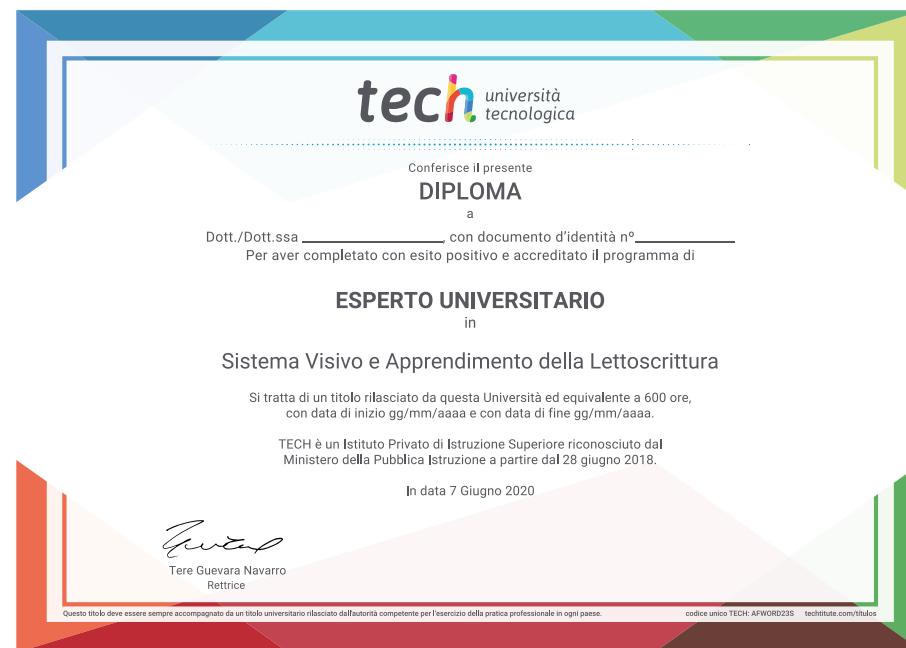 tech università
tecnologica
Conferisce il presente
DIPLOMA
a
Dott./Dott.ssa ________________, con documento d'identità nº____________
Per aver completato con esito positivo e accreditato il programma di
ESPERTO UNIVERSITARIO
in
Sistema Visivo e Apprendimento della Lettoscrittura
Si tratta di un titolo rilasciato da questa Università ed equivalente a 600 ore,
con data di inizio gg/mm/aaaa e con data di fine gg/mm/aaaa.
TECH è un Istituto Privato di Istruzione Superiore riconosciuto dal
Ministero della Pubblica Istruzione a partire dal 28 giugno 2018.
In data 7 Giugno 2020
Tere Guevara Navarro
Rettrice
Questo titolo deve essere sempre accompagnato da un titolo universitario rilasciato dall'autorità competente per l'esercizio della pratica professionale in ogni paese. codice unico TECH: AFWORD23S techtitute.com/titulos